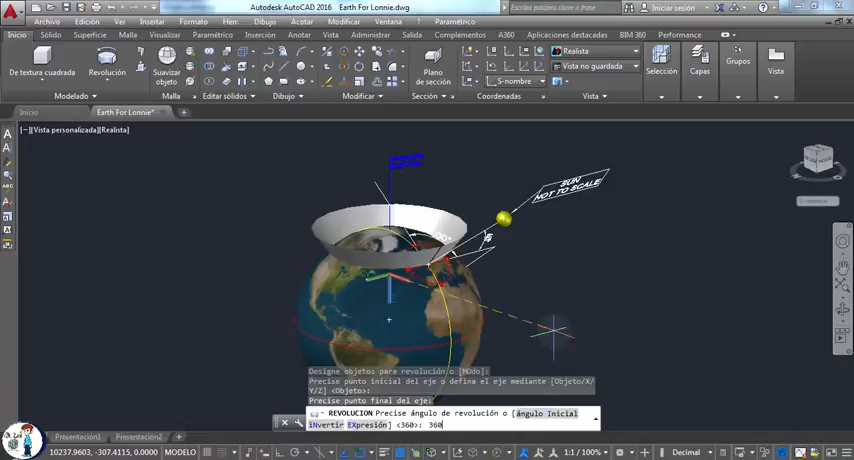 Autodesk AutoCAD 2016 Earth For Lonnie.dwg
Iniciar sesión
Archivo Edición Ver Insertar Formato Herr. Dibujo Acotar Modificar Ventana ? Paramétrico
Inicio Sólido Superficie Malla Visualizar Paramétrico Inserción Anotar Vista Administrar Salida Complementos A360 Aplicaciones destacadas BIM 360 Performance
De textura cuadrada
Revolución
Suavizar objeto
Plano de sección
Realista
Vista no guardada
S-nombre
Selección
Capas
Grupos
Vista
Modelado Malla Editar sólidos Dibujo Modificar Sección Coordenadas Vista
Inicio Earth For Lonnie*
[−][Vista personalizada][Realista]
SUN
NOT TO SCALE
Designe objetos para revolución o [MOdo]:
Precise punto inicial del eje o defina el eje mediante [Objeto/X/
Y/Z] <Objeto>:
Precise punto final del eje:
REVOLUCION Precise ángulo de revolución o [ángulo Inicial
iNvertir EXpresión] <360>: 360
Presentación1 Presentación2
10237.9603, -307.4115, 0.0000 MODELO 1:1 / 100% Decimal